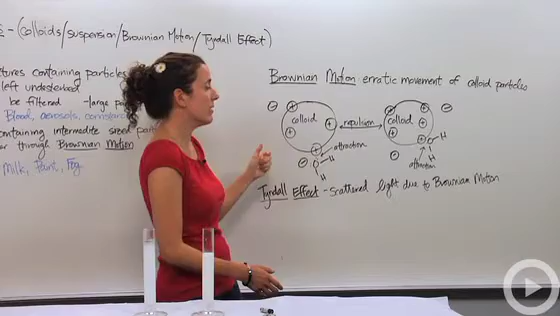 - (colloids/suspension/Brownian Motion/Tyndall Effect)
containing particles
left undisturbed
be filtered - large
Blood, aerosols, cornstarch
containing intermediate sized
through Brownian Motion
Milk, Paint, Fog
Brownian Motion erratic movement of colloid particles
colloid
repulsion
colloid
attraction
O
H
H
O
H
H
attraction
Tyndall Effect - scattered light due to Brownian Motion